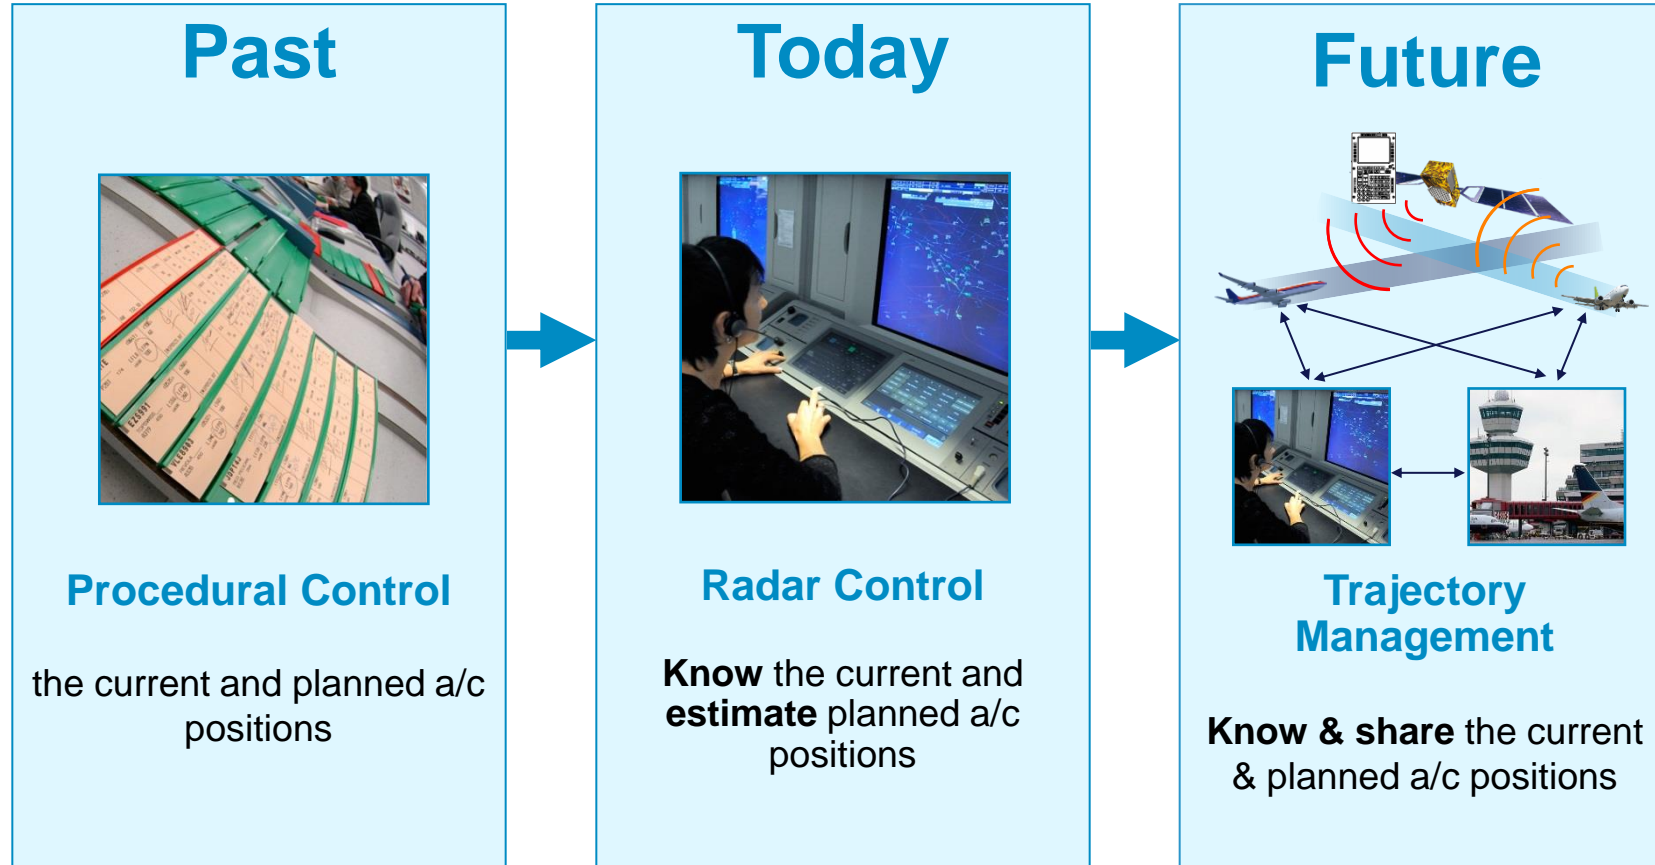 Past
Procedural Control
the current and planned a/c
positions
Today
Radar Control
Know the current and
estimate planned a/c
positions
Future
Trajectory
Management
Know & share the current
& planned a/c positions